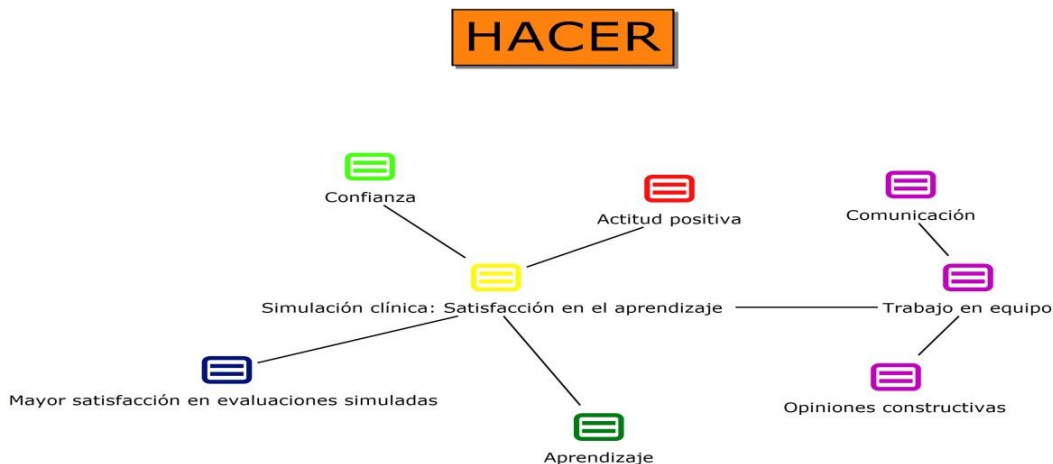 HACER
Confianza
Actitud positiva
Comunicación
Simulación clínica: Satisfacción en el aprendizaje
Trabajo en equipo
Mayor satisfacción en evaluaciones simuladas
Opiniones constructivas
Aprendizaje